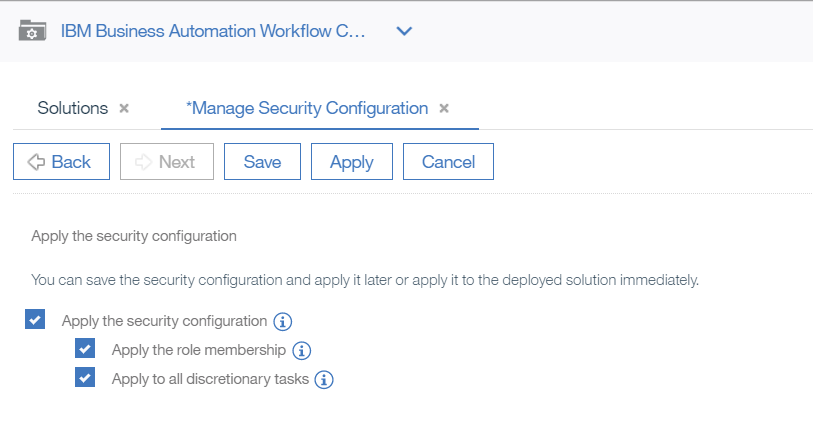 IBM Business Automation Workflow C...
Solutions ×
*Manage Security Configuration ×
Back Next Save Apply Cancel
Apply the security configuration
You can save the security configuration and apply it later or apply it to the deployed solution immediately.
Apply the security configuration
Apply the role membership
Apply to all discretionary tasks